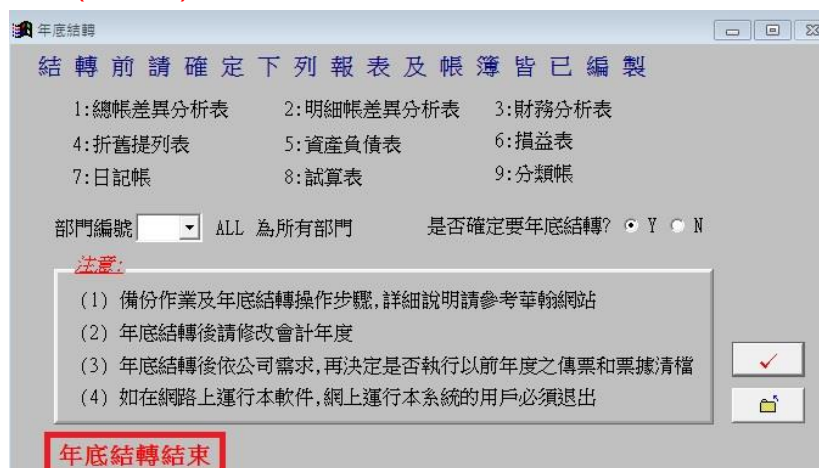 年底結轉
結轉前請確定下列報表及帳簿皆已編製
1:總帳差異分析表 2:明細帳差異分析表 3:財務分析表
4:折舊提列表 5:資產負債表 6:損益表
7:日記帳 8:試算表 9:分類帳
部門編號 ALL 為所有部門 是否確定要年底結轉? Y N
注意:
(1) 備份作業及年底結轉操作步驟,詳細說明請參考華翰網站
(2) 年底結轉後請修改會計年度
(3) 年底結轉後依公司需求,再決定是否執行以前年度之傳票和票據清檔
(4) 如在網路上運行本軟件,網上運行本系統的用戶必須退出
年底結轉結束